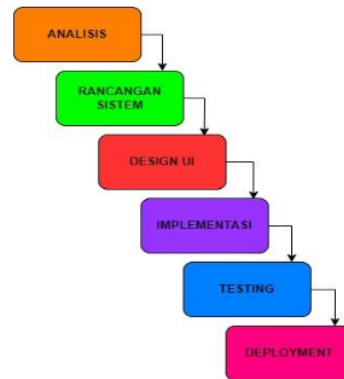 ANALISIS
RANCANGAN
SISTEM
DESIGN UI
IMPLEMENTASI
TESTING
DEPLOYMENT